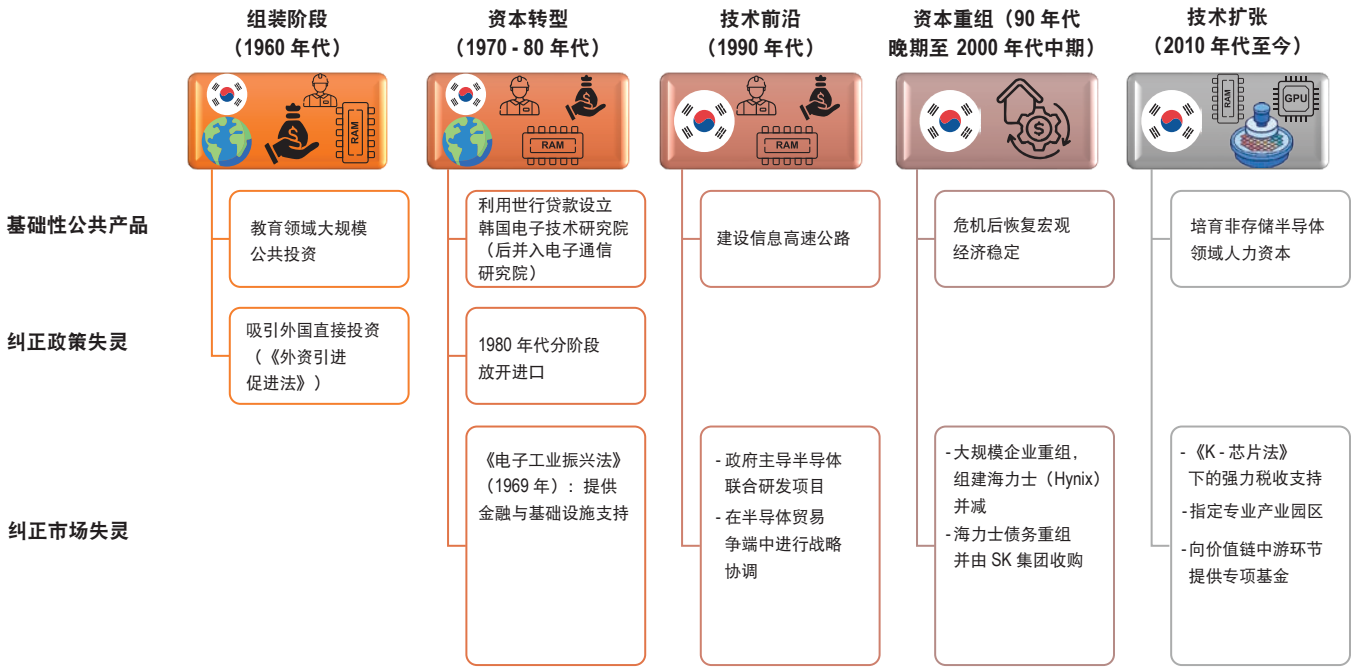 组装阶段
（1960 年代）
资本转型
（1970 - 80 年代）
技术前沿
（1990 年代）
资本重组（90 年代
晚期至 2000 年代中期）
技术扩张
（2010 年代至今）
RAM
RAM
RAM
RAM
GPU
基础性公共产品
教育领域大规模
公共投资
利用世行贷款设立
韩国电子技术研究院
（后并入电子通信
研究院）
建设信息高速公路
危机后恢复宏观
经济稳定
培育非存储半导体
领域人力资本
纠正政策失灵
吸引外国直接投资
（《外资引进
促进法》）
1980 年代分阶段
放开进口
纠正市场失灵
《电子工业振兴法》
（1969 年）：提供
金融与基础设施支持
- 政府主导半导体
联合研发项目
- 在半导体贸易
争端中进行战略
协调
-大规模企业重组，
组建海力士（Hynix）
并减
-海力士债务重组
并由 SK 集团收购
- 《K - 芯片法》
下的强力税收支持
- 指定专业产业园区
- 向价值链中游环节
提供专项基金